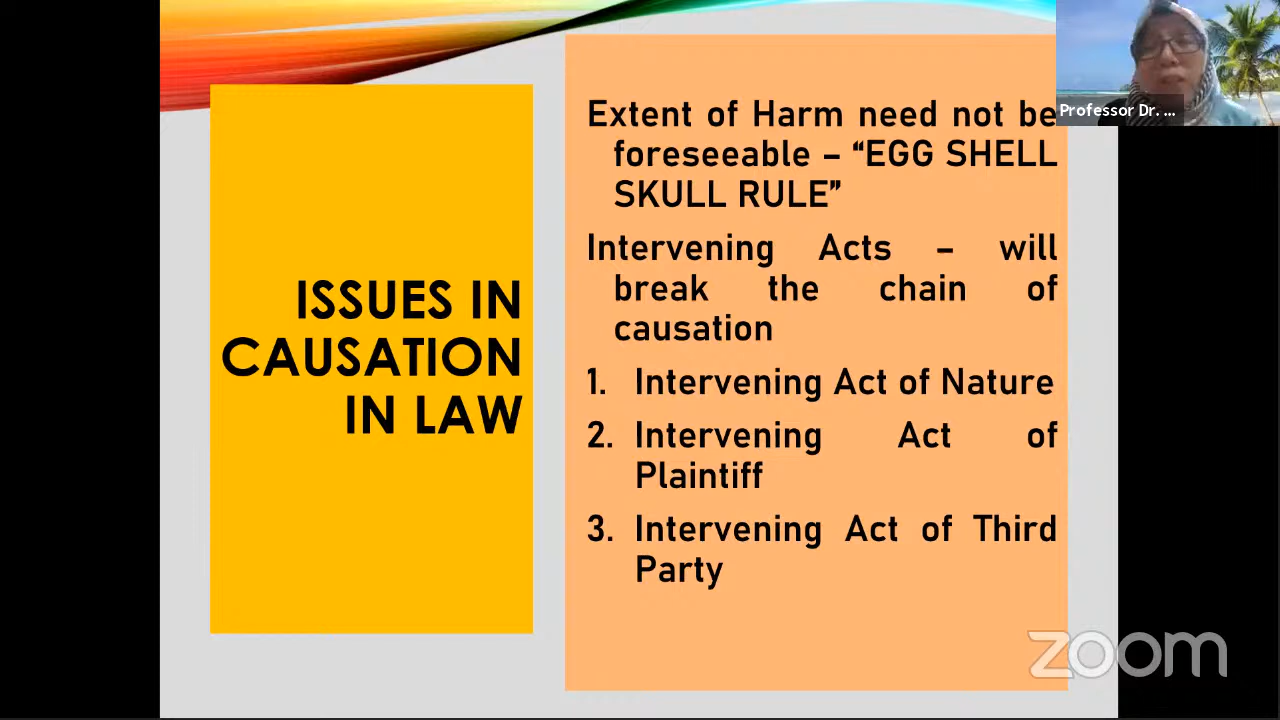 ISSUES IN
CAUSATION
IN LAW
Extent of Harm need not be
foreseeable – “EGG SHELL
SKULL RULE”
Intervening Acts – will
break the chain of
causation
1. Intervening Act of Nature
2. Intervening Act of
Plaintiff
3. Intervening Act of Third
Party
Professor Dr. ...
zoom